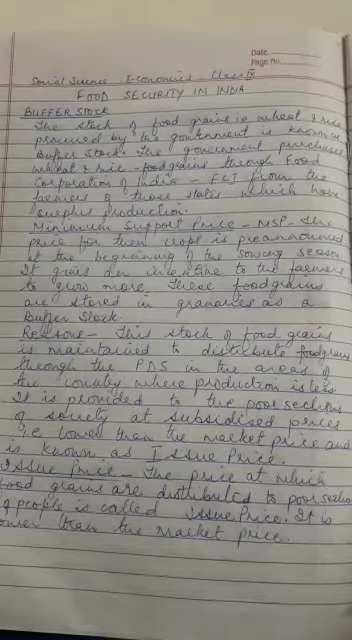 Date.
Page No.
Social Science - Economics - Class IX
FOOD SECURITY IN INDIA
BUFFER STOCK
The stock of food grains i.e wheat & rice
procured by the government is known as
Buffer Stock. The government purchases
wheat & rice - foodgrains through Food
Corporation of India - FCI from the
farmers of those states which have
surplus production.
Minimum Support Price - MSP - The
price for their crops is preannounced
at the beginning of the sowing season
It gives an incentive to the farmers
to grow more. These foodgrains
are stored in granaries as a
Buffer Stock
Reasons - This stock of food grains
is maintained to distribute foodgrains
through the PDS in the areas of
the country where production is less.
It is provided to the poor sections
of society at subsidised prices
i.e lower than the market price and
is known as Issue Price.
Issue Price - The price at which
food grains are distributed to poor section
of people is called Issue Price. It is
lower than the market price.